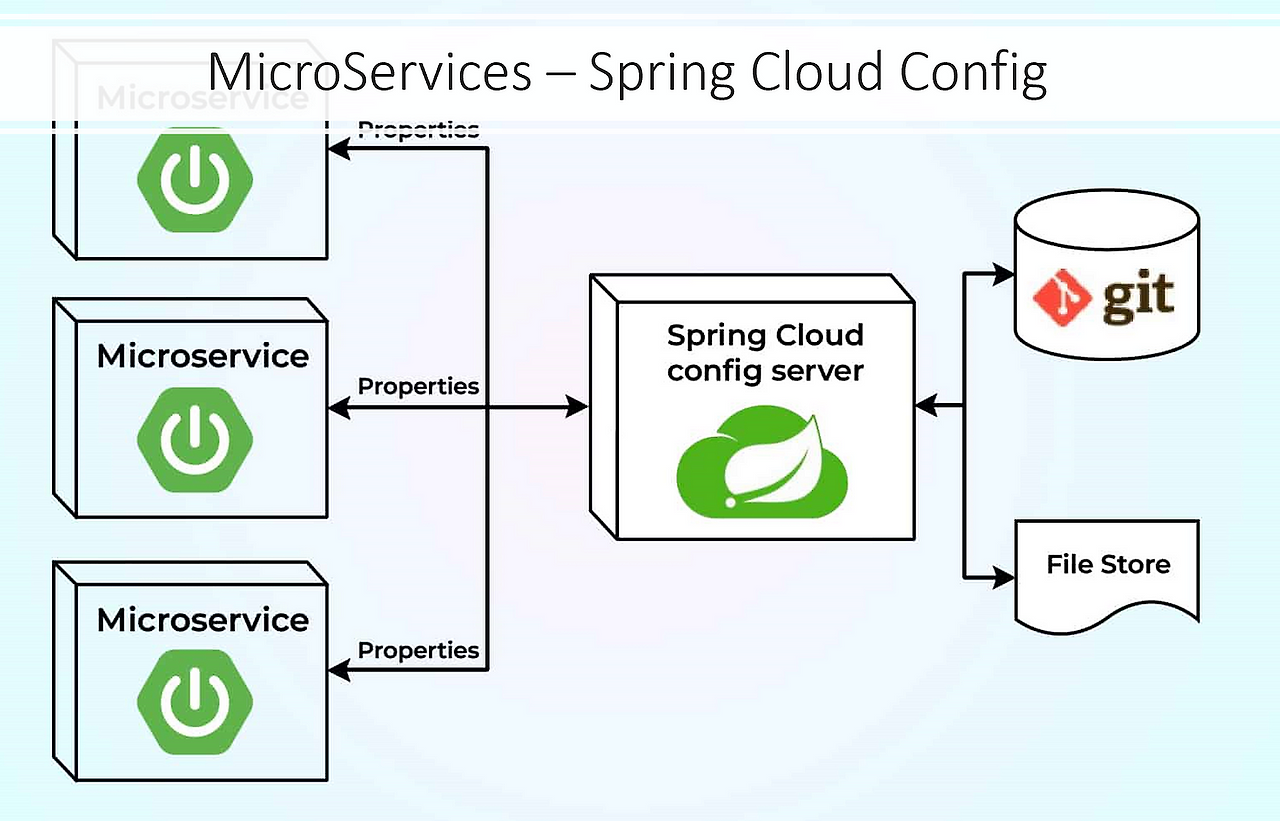 MicroServices – Spring Cloud Config
Microservice
Properties
Microservice
Properties
Microservice
Properties
Spring Cloud
config server
git
File Store